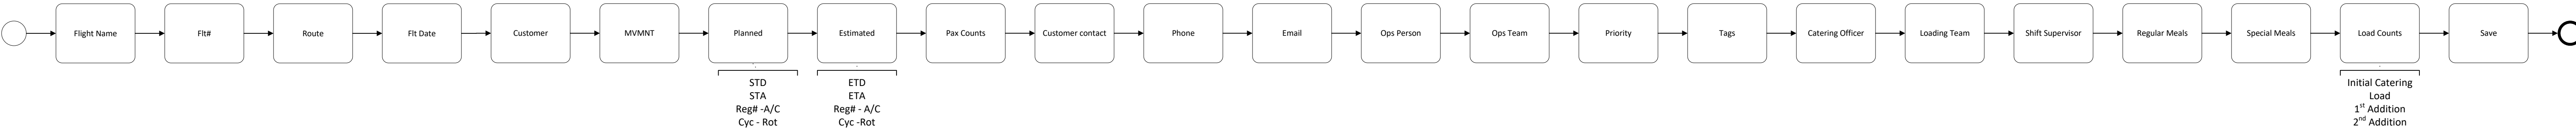 Flight Name
Flt#
Route
Flt Date
Customer
MVMNT
Planned
Estimated
Pax Counts
Customer contact
Phone
Email
Ops Person
Ops Team
Priority
Tags
Catering Officer
Loading Team
Shift Supervisor
Regular Meals
Special Meals
Load Counts
Save
STD
STA
Reg# -A/C
Cyc - Rot
ETD
ETA
Reg# - A/C
Cyc -Rot
Initial Catering
Load
1st Addition
2nd Addition